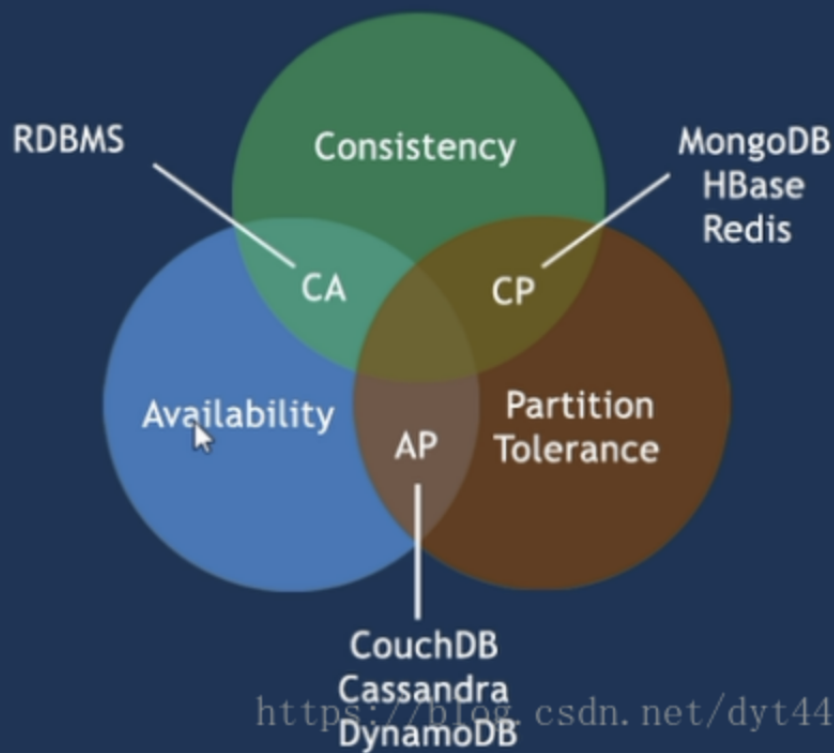 RDBMS
Consistency
MongoDB
HBase
Redis
CA
CP
Availability
Partition
Tolerance
AP
CouchDB
Cassandra
DynamoDB
https://blog.csdn.net/dyt44